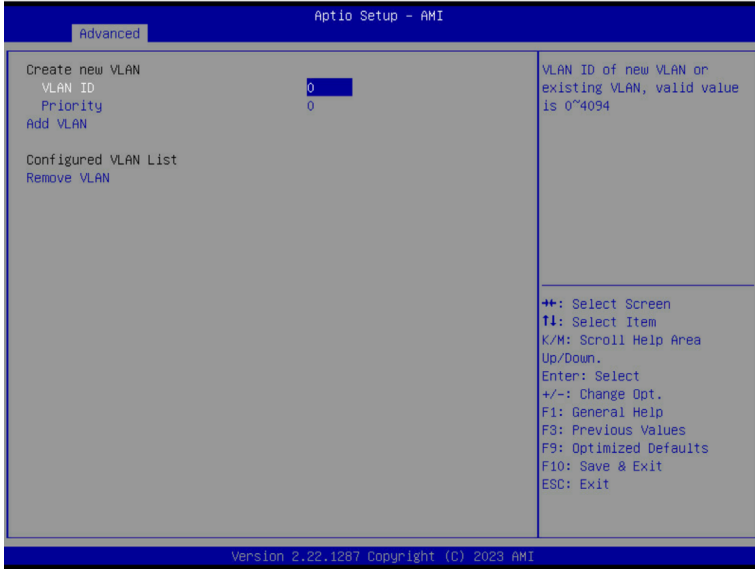 Aptio Setup - AMI
Advanced
Create new VLAN
VLAN ID 0
Priority 0
Add VLAN
Configured VLAN List
Remove VLAN
VLAN ID of new VLAN or
existing VLAN, valid value
is 0~4094
→←: Select Screen
↑↓: Select Item
K/M: Scroll Help Area
Up/Down.
Enter: Select
+/-: Change Opt.
F1: General Help
F3: Previous Values
F9: Optimized Defaults
F10: Save & Exit
ESC: Exit
Version 2.22.1287 Copyright (C) 2023 AMI